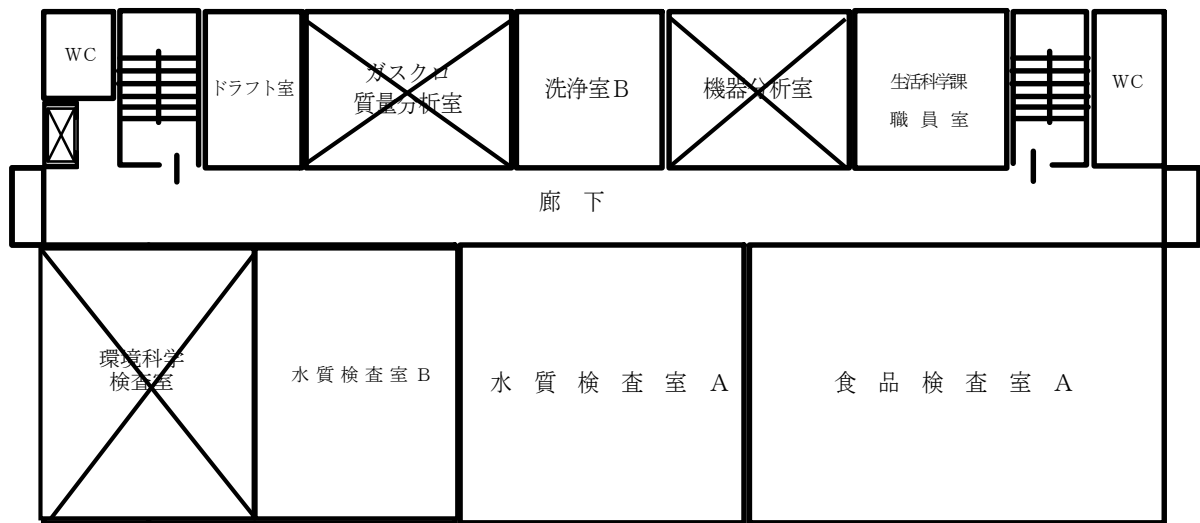 WC
ドラフト室
ガスクロ
質量分析室
洗浄室B
機器分析室
生活科学課
職員室
WC
廊下
環境科学
検査室
水質検査室B
水質検査室A
食品検査室A